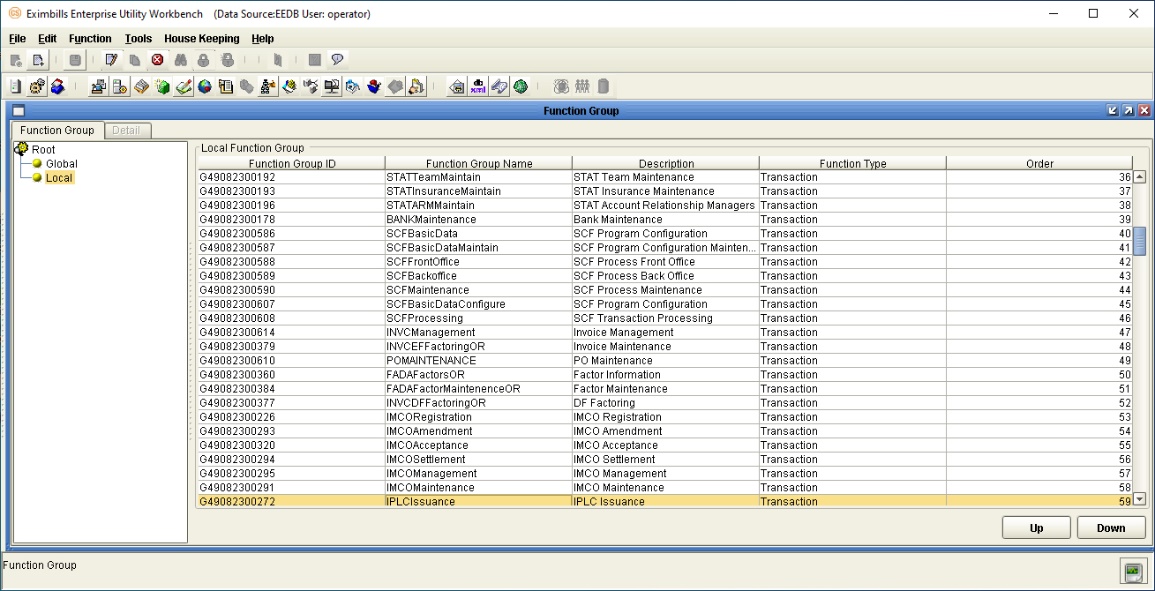 Eximbills Enterprise Utility Workbench (Data Source:EEDB User: operator)
File Edit Function Tools House Keeping Help
Function Group
Function Group Detail
Root
Global
Local
Local Function Group
Function Group ID Function Group Name Description Function Type Order
G49082300192 STATTeamMaintain STAT Team Maintenance Transaction 36
G49082300193 STATInsuranceMaintain STAT Insurance Maintenance Transaction 37
G49082300196 STATARMMaintain STAT Account Relationship Managers Transaction 38
G49082300178 BANKMaintenance Bank Maintenance Transaction 39
G49082300586 SCFBasicData SCF Program Configuration Transaction 40
G49082300587 SCFBasicDataMaintain SCF Program Configuration Mainten... Transaction 41
G49082300588 SCFFrontOffice SCF Process Front Office Transaction 42
G49082300589 SCFBackoffice SCF Process Back Office Transaction 43
G49082300590 SCFMaintenance SCF Process Maintenance Transaction 44
G49082300607 SCFBasicDataConfigure SCF Program Configuration Transaction 45
G49082300608 SCFProcessing SCF Transaction Processing Transaction 46
G49082300614 INVCManagement Invoice Management Transaction 47
G49082300379 INVCEFFactoringOR Invoice Maintenance Transaction 48
G49082300610 POMAINTENANCE PO Maintenance Transaction 49
G49082300360 FADAFactorsOR Factor Information Transaction 50
G49082300384 FADAFactorMaintenenceOR Factor Maintenance Transaction 51
G49082300377 INVCDFFactoringOR DF Factoring Transaction 52
G49082300226 IMCORegistration IMCO Registration Transaction 53
G49082300293 IMCOAmendment IMCO Amendment Transaction 54
G49082300320 IMCOAcceptance IMCO Acceptance Transaction 55
G49082300294 IMCOSettlement IMCO Settlement Transaction 56
G49082300295 IMCOManagement IMCO Management Transaction 57
G49082300291 IMCOMaintenance IMCO Maintenance Transaction 58
G49082300272 IPLCIssuance IPLC Issuance Transaction 59
Up Down
Function Group